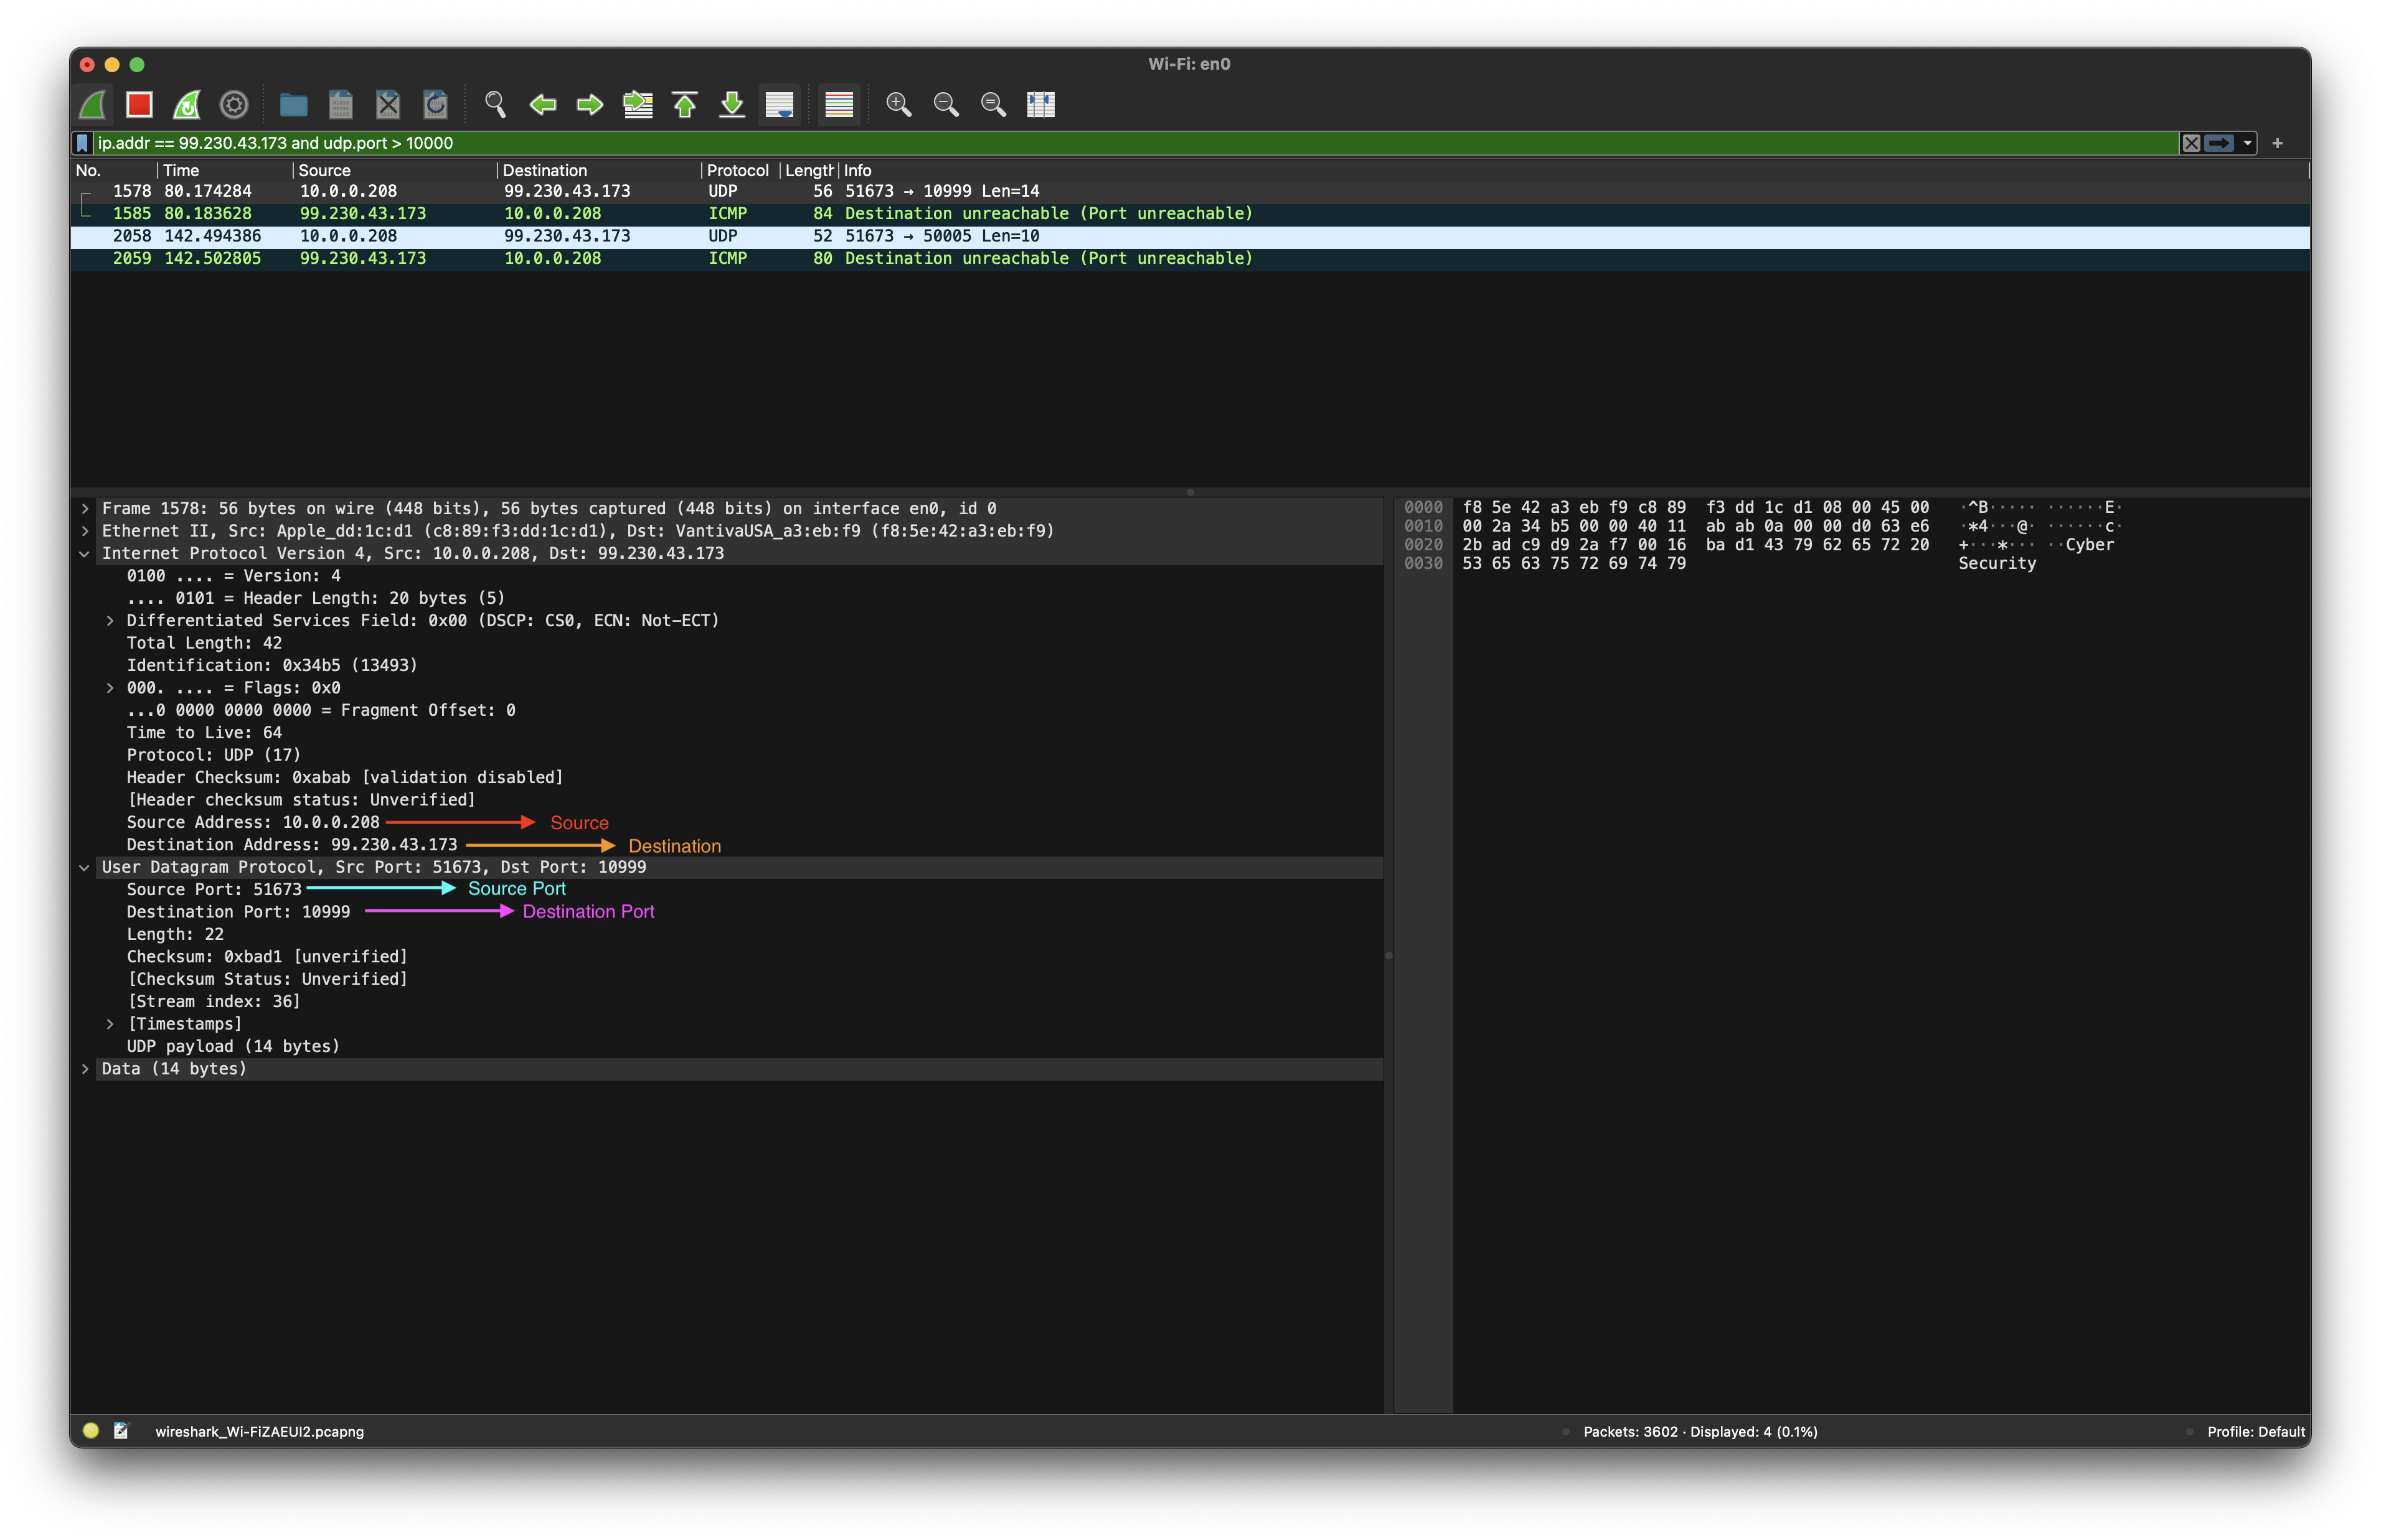 Wi-Fi: en0
ip.addr == 99.230.43.173 and udp.port > 10000
No. Time Source Destination Protocol Length Info
1578 80.174284 10.0.0.208 99.230.43.173 UDP 56 51673 → 10999 Len=14
1585 80.183628 99.230.43.173 10.0.0.208 ICMP 84 Destination unreachable (Port unreachable)
2058 142.494386 10.0.0.208 99.230.43.173 UDP 52 51673 → 50005 Len=10
2059 142.502805 99.230.43.173 10.0.0.208 ICMP 80 Destination unreachable (Port unreachable)
Frame 1578: 56 bytes on wire (448 bits), 56 bytes captured (448 bits) on interface en0, id 0
Ethernet II, Src: Apple_dd:1c:d1 (c8:89:f3:dd:1c:d1), Dst: VantivaUSA_a3:eb:f9 (f8:5e:42:a3:eb:f9)
Internet Protocol Version 4, Src: 10.0.0.208, Dst: 99.230.43.173
0100 .... = Version: 4
.... 0101 = Header Length: 20 bytes (5)
Differentiated Services Field: 0x00 (DSCP: CS0, ECN: Not-ECT)
Total Length: 42
Identification: 0x34b5 (13493)
000. .... = Flags: 0x0
...0 0000 0000 0000 = Fragment Offset: 0
Time to Live: 64
Protocol: UDP (17)
Header Checksum: 0xabab [validation disabled]
[Header checksum status: Unverified]
Source Address: 10.0.0.208 Source
Destination Address: 99.230.43.173 Destination
User Datagram Protocol, Src Port: 51673, Dst Port: 10999
Source Port: 51673 Source Port
Destination Port: 10999 Destination Port
Length: 22
Checksum: 0xbad1 [unverified]
[Checksum Status: Unverified]
[Stream index: 36]
[Timestamps]
UDP payload (14 bytes)
Data (14 bytes)
0000 f8 5e 42 a3 eb f9 c8 89 f3 dd 1c d1 08 00 45 00 ·^B····· ······E·
0010 00 2a 34 b5 00 00 40 11 ab ab 0a 00 00 d0 63 e6 ·*4···@· ······c·
0020 2b ad c9 d9 2a f7 00 16 ba d1 43 79 62 65 72 20 +···*··· ··Cyber
0030 53 65 63 75 72 69 74 79 Security
wireshark_Wi-FiZAEUI2.pcapng
Packets: 3602 · Displayed: 4 (0.1%)
Profile: Default